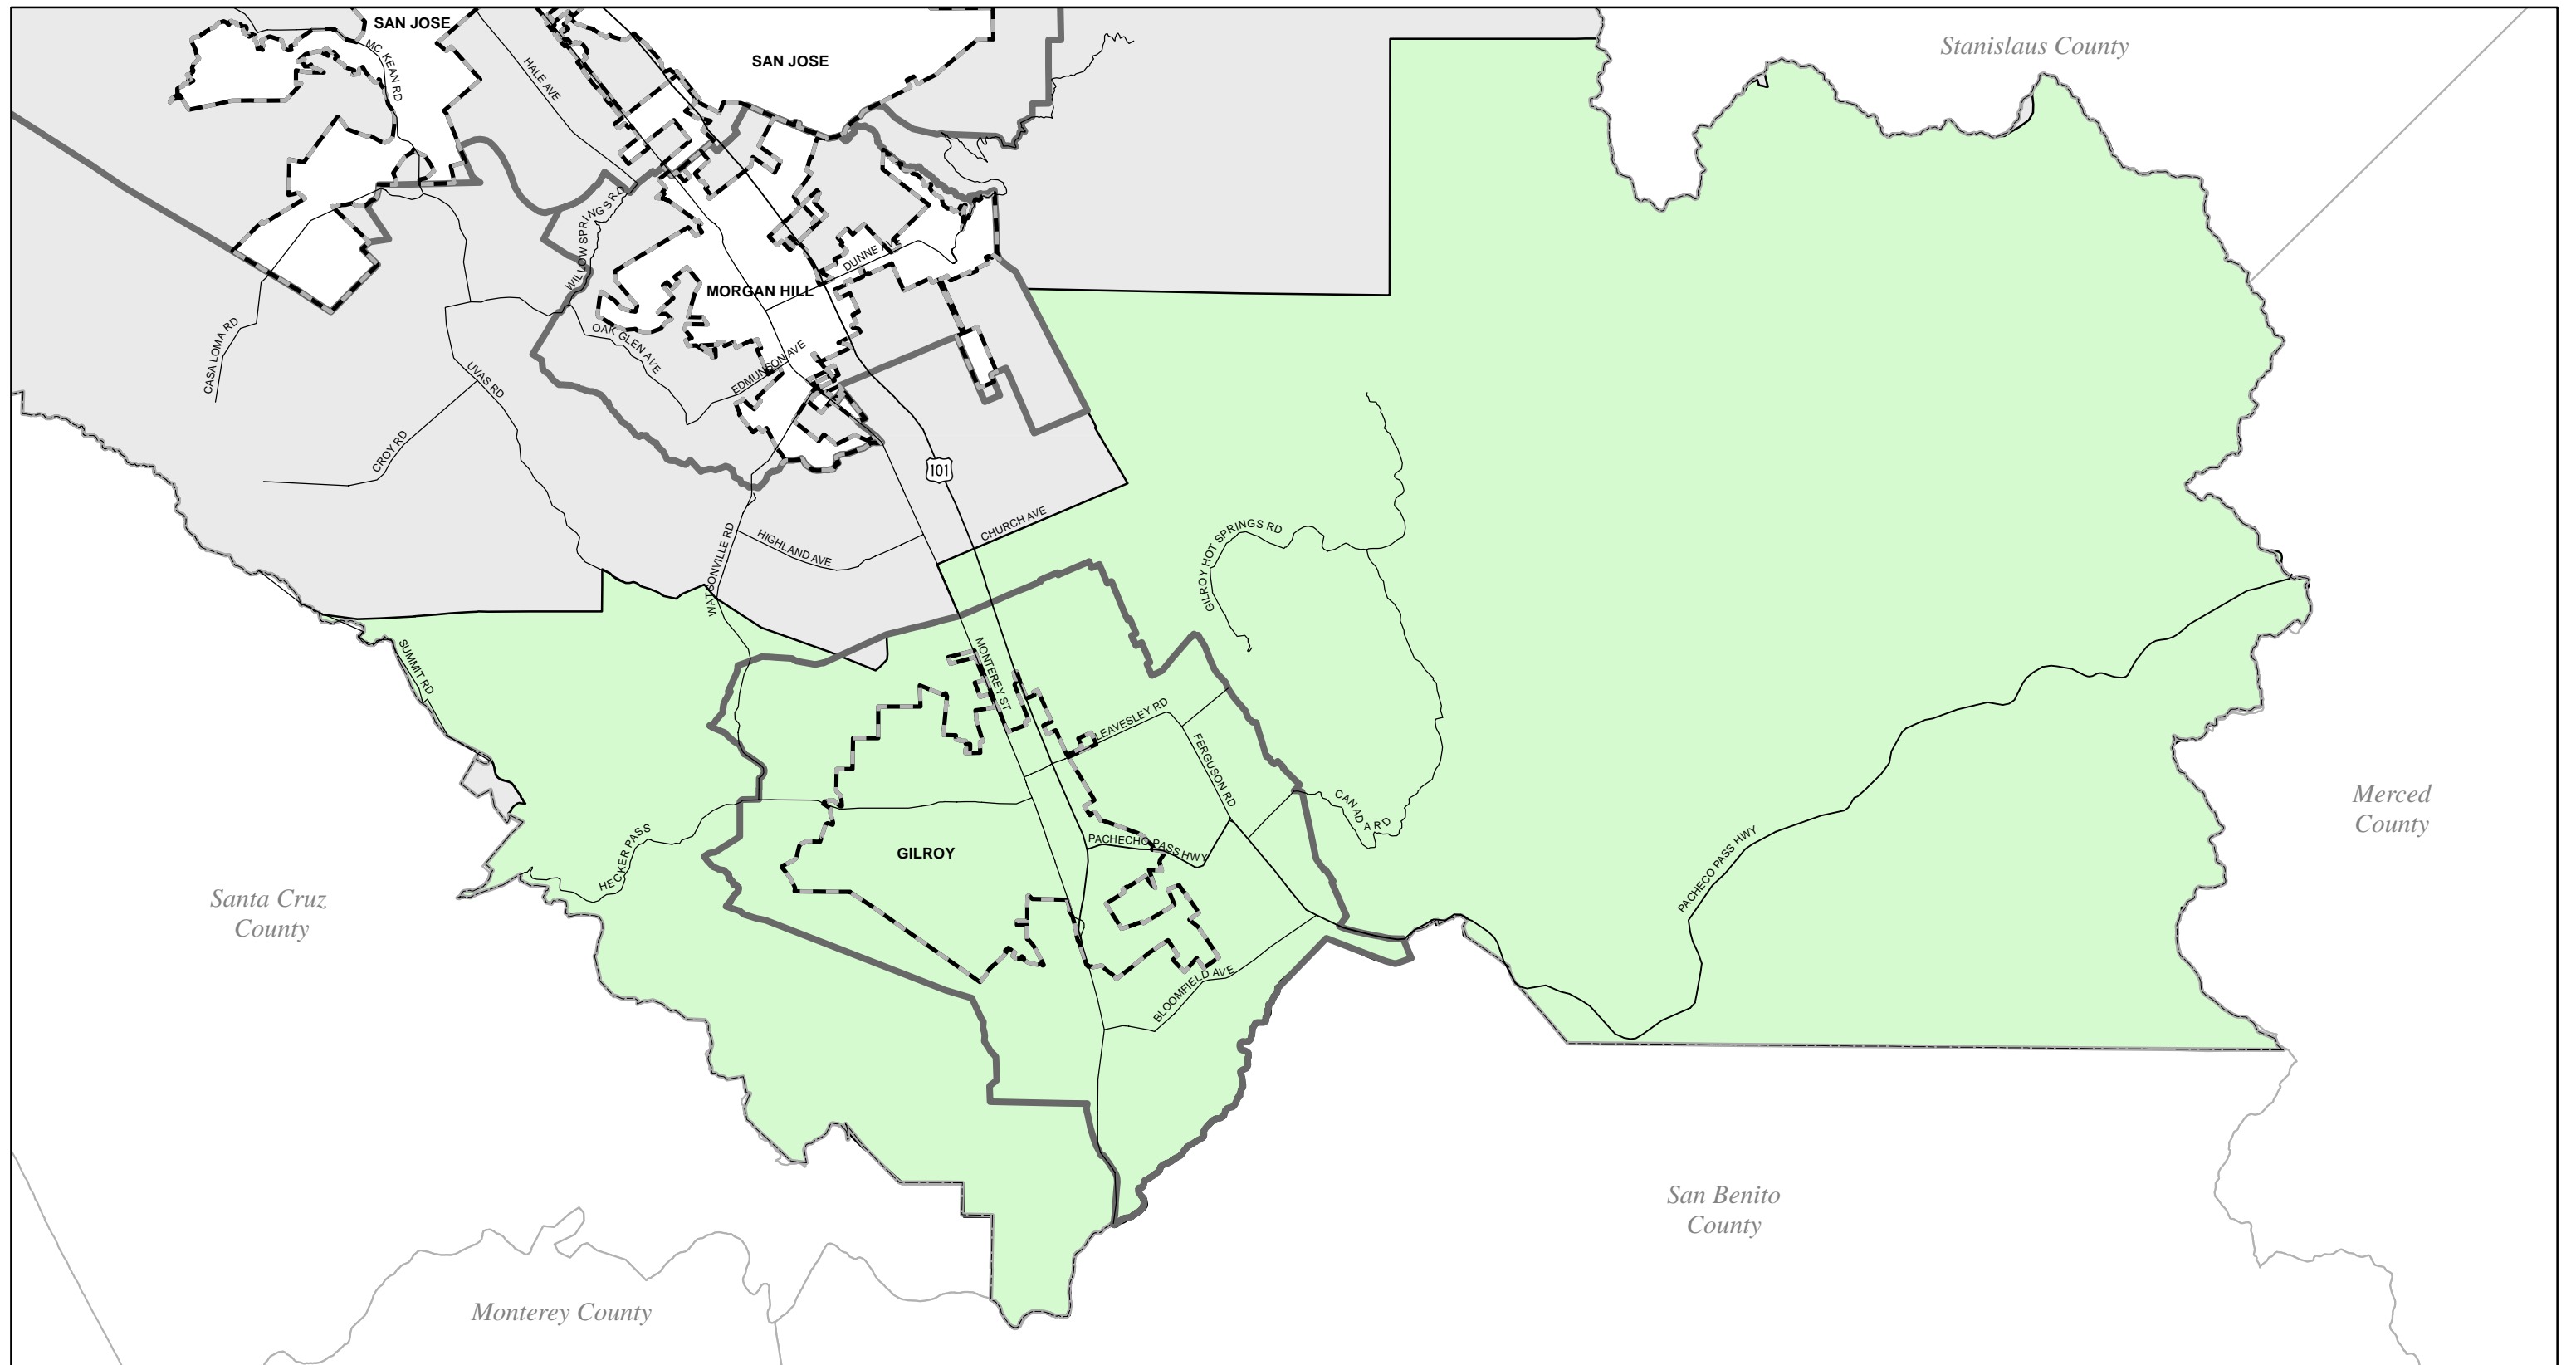 SAN JOSE
Stanislaus County
SAN JOSE
MC KEAN RD
HALE AVE
WILLOW SPRINGS RD
DUNNE AVE
MORGAN HILL
OAK GLEN AVE
CASA LOMA RD
EDMUNSON AVE
UVAS RD
CROY RD
101
CHURCH AVE
HIGHLAND AVE
WATSONVILLE RD
GILROY HOT SPRINGS RD
SUMMIT RD
MONTEREY ST
LEAVESLEY RD
FERGUSON RD
CANADA RD
Merced
County
PACHECHO PASS HWY
GILROY
HECKER PASS
PACHECO PASS HWY
Santa Cruz
County
BLOOMFIELD AVE
San Benito
County
Monterey County